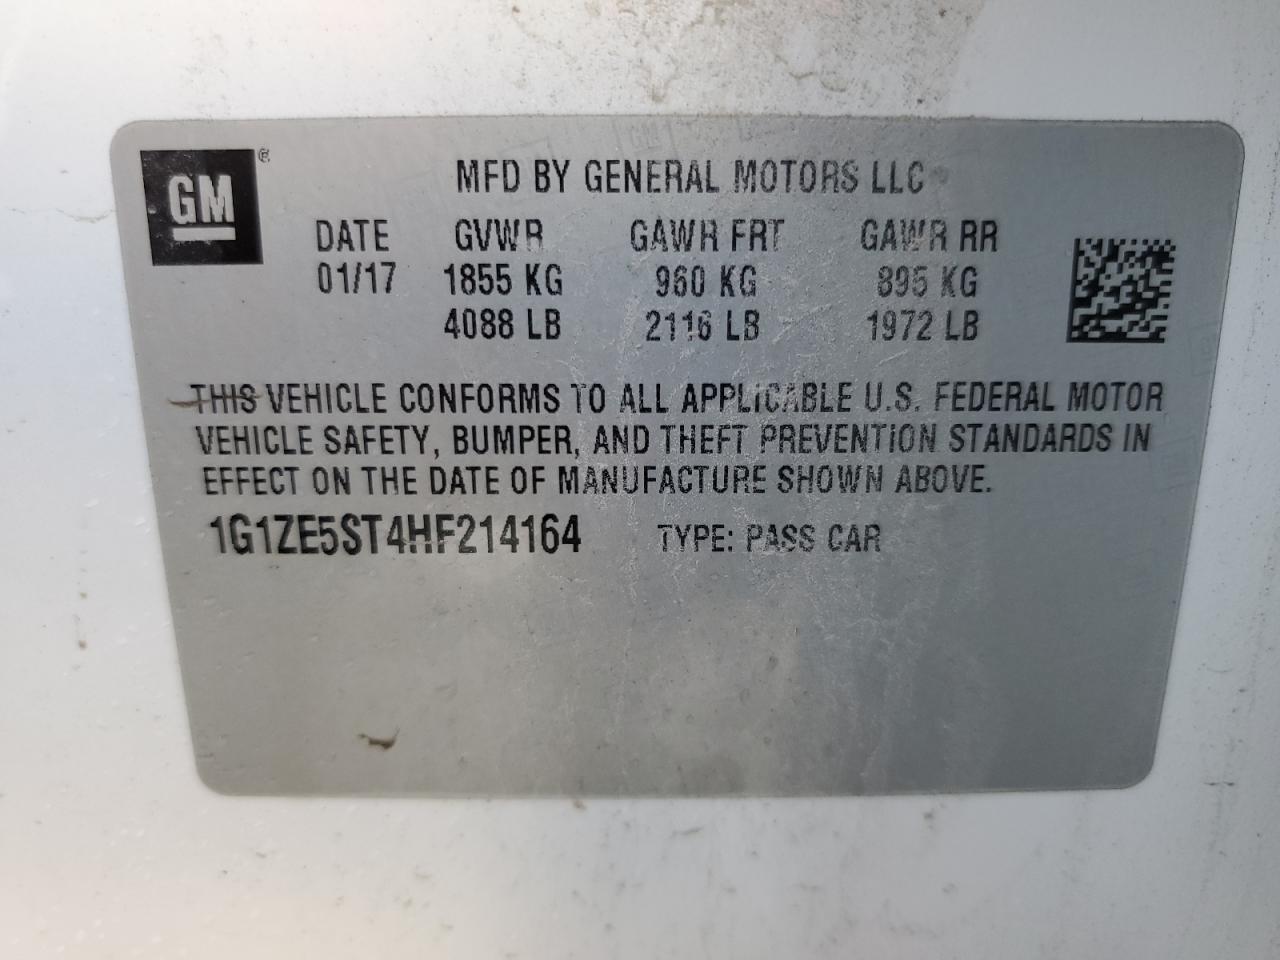 GM®
MFD BY GENERAL MOTORS LLC
DATE GVWR GAWR FRT GAWR RR
01/17 1855 KG 960 KG 895 KG
4088 LB 2116 LB 1972 LB
THIS VEHICLE CONFORMS TO ALL APPLICABLE U.S. FEDERAL MOTOR
VEHICLE SAFETY, BUMPER, AND THEFT PREVENTION STANDARDS IN
EFFECT ON THE DATE OF MANUFACTURE SHOWN ABOVE.
1G1ZE5ST4HF214164 TYPE: PASS CAR